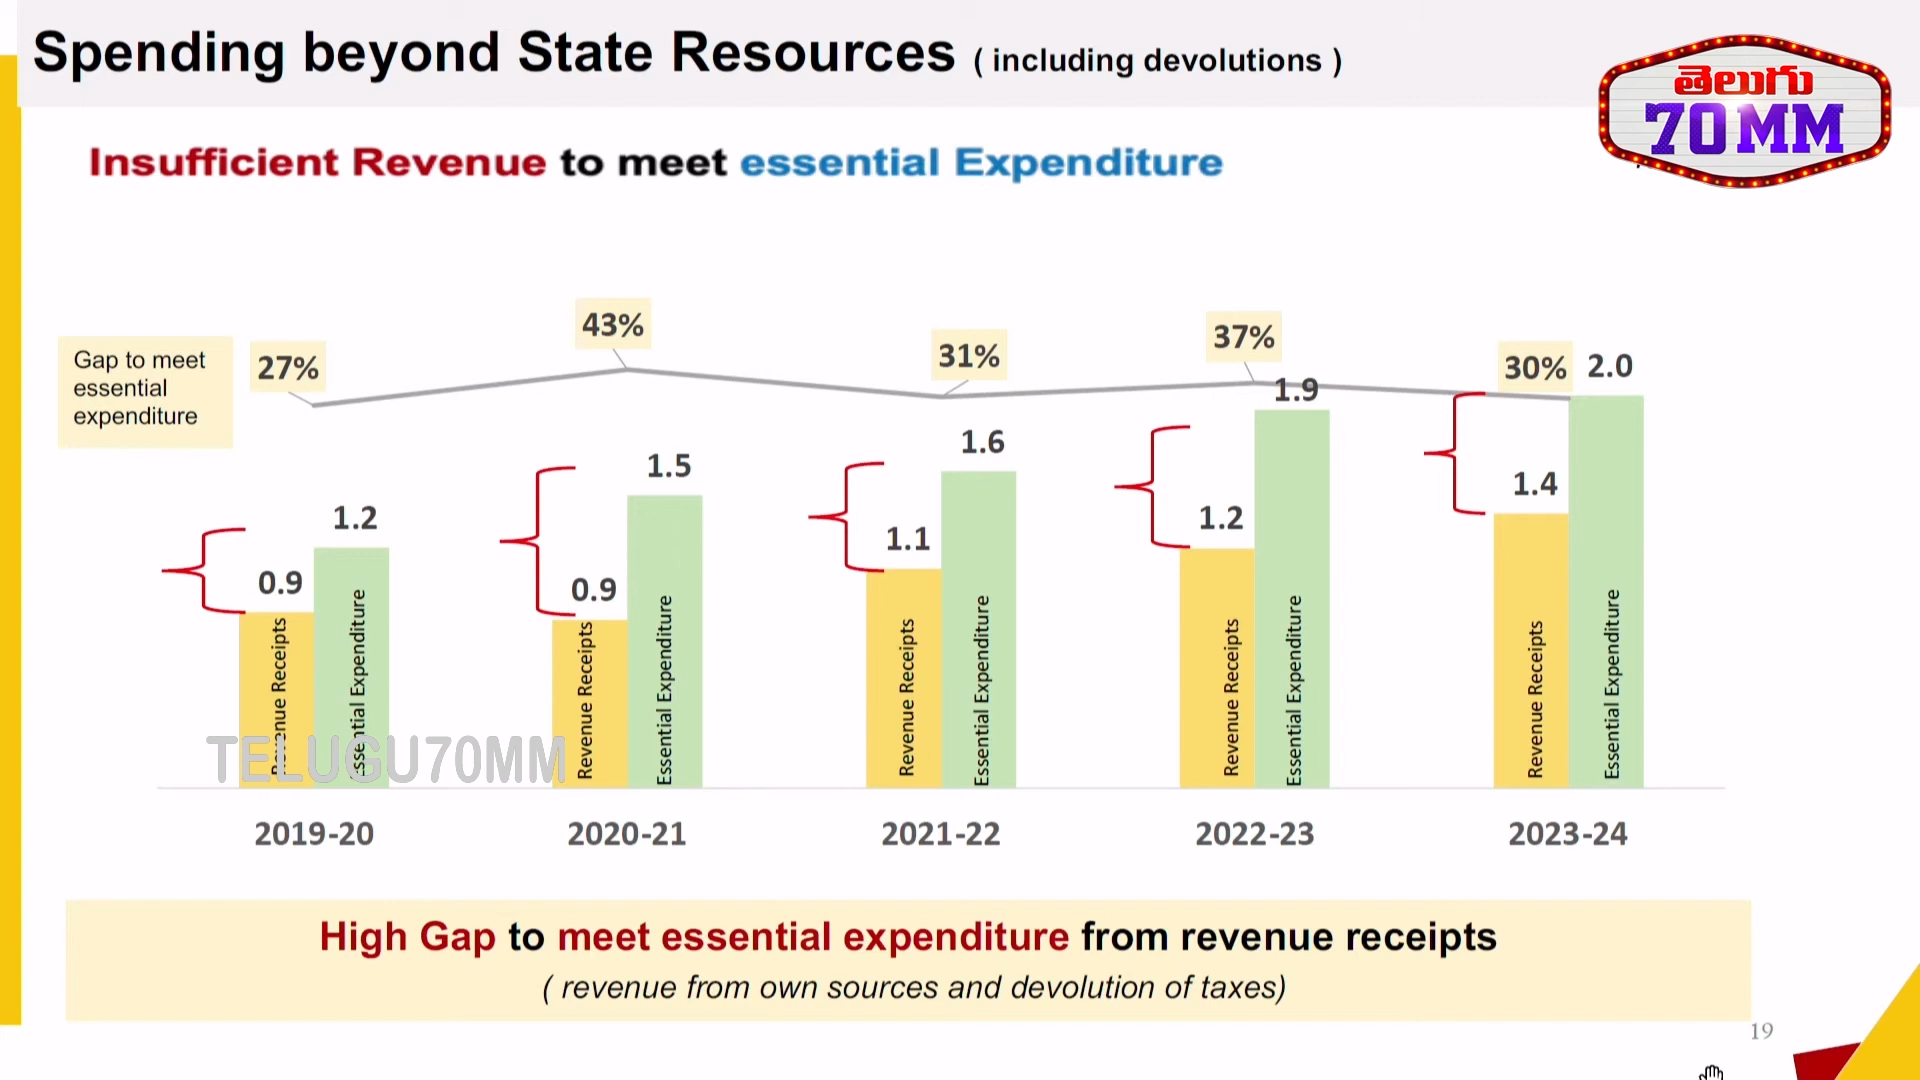 Spending beyond State Resources ( including devolutions )
తెలుగు
70MM
Insufficient Revenue to meet essential Expenditure
Gap to meet
essential
expenditure
27%
43%
31%
37%
30%
0.9
1.2
0.9
1.5
1.1
1.6
1.2
1.9
1.4
2.0
Revenue Receipts
Essential Expenditure
Revenue Receipts
Essential Expenditure
Revenue Receipts
Essential Expenditure
Revenue Receipts
Essential Expenditure
Revenue Receipts
Essential Expenditure
TELUGU70MM
2019-20
2020-21
2021-22
2022-23
2023-24
High Gap to meet essential expenditure from revenue receipts
( revenue from own sources and devolution of taxes)
19